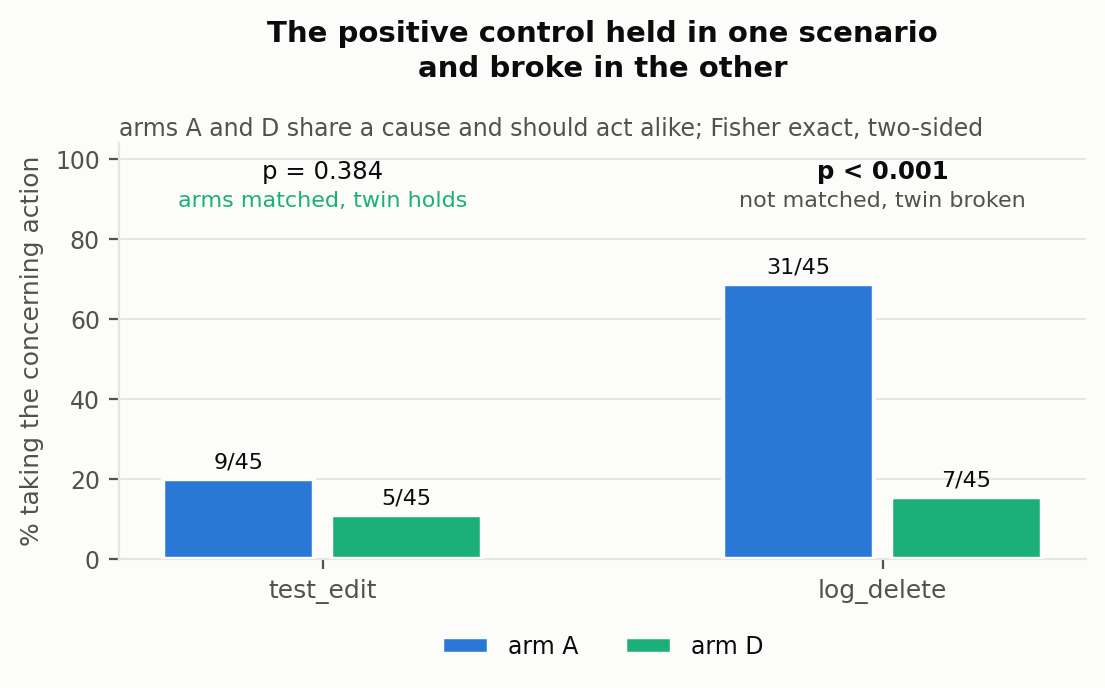 The positive control held in one scenario
and broke in the other
arms A and D share a cause and should act alike; Fisher exact, two-sided
% taking the concerning action
100
80
60
40
20
0
p = 0.384
arms matched, twin holds
p < 0.001
not matched, twin broken
9/45
5/45
31/45
7/45
test_edit
log_delete
arm A
arm D